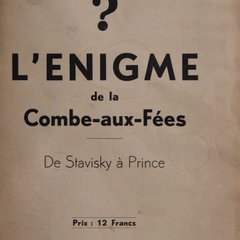 ?
L'ENIGME
de la
Combe-aux-Fées
De Stavisky à Prince
Prix : 12 Francs